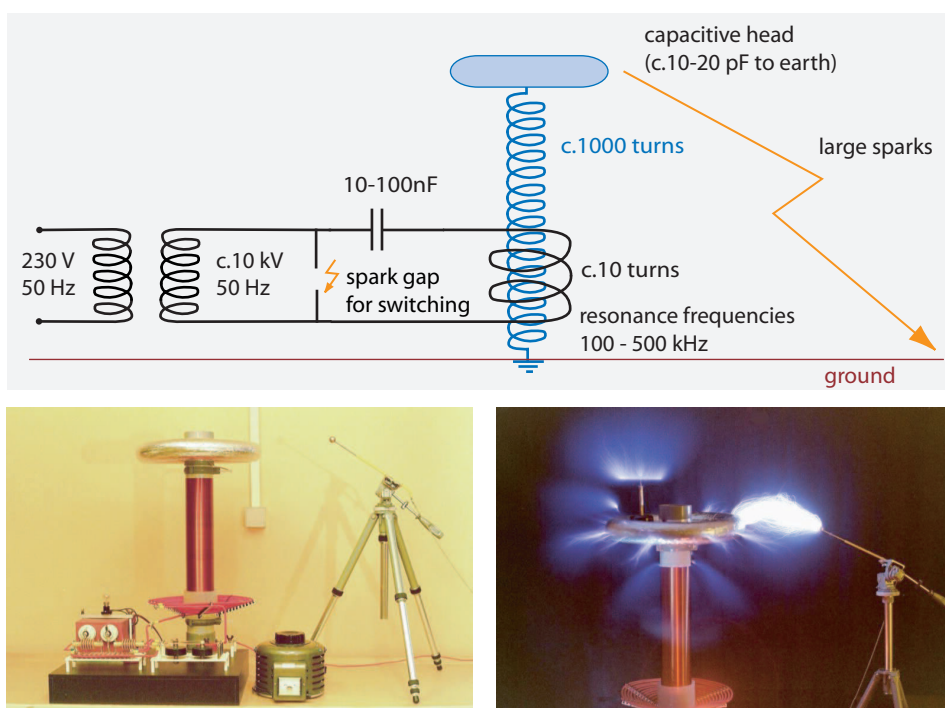 capacitive head
(c.10-20 pF to earth)
c.1000 turns
large sparks
10-100nF
230 V
50 Hz
c.10 kV
50 Hz
spark gap
for switching
c.10 turns
resonance frequencies
100 - 500 kHz
ground